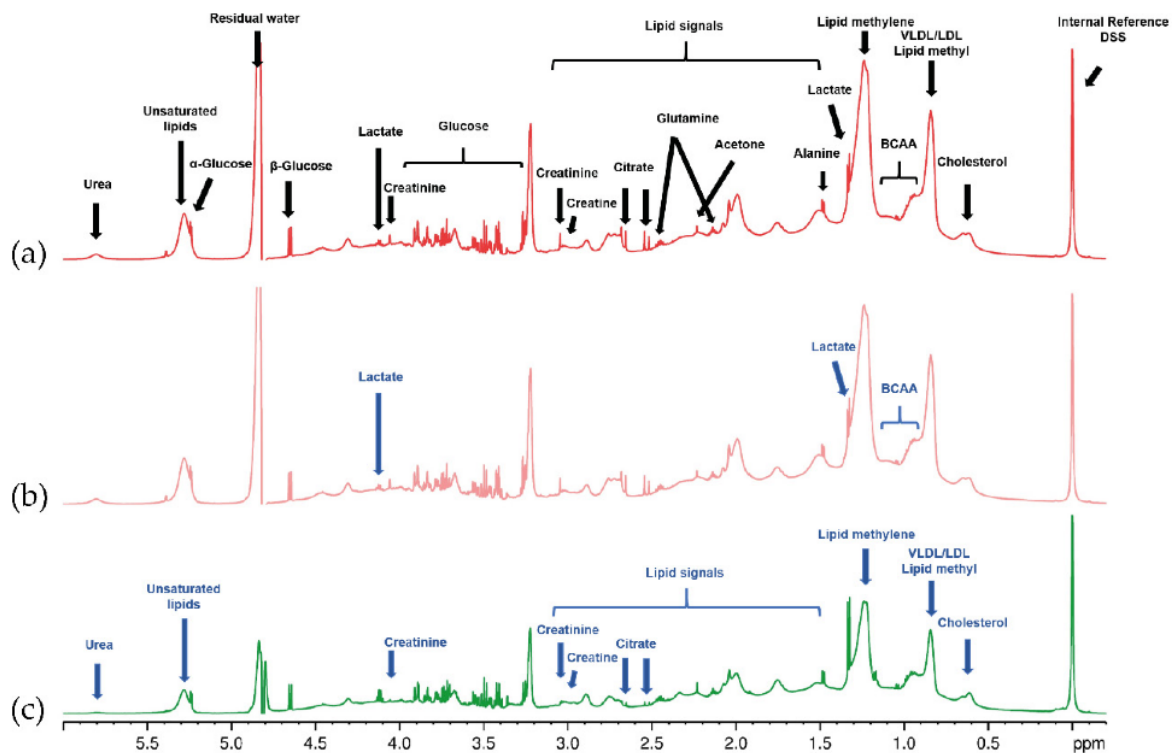 Residual water
Lipid signals
Lipid methylene
VLDL/LDL
Lipid methyl
Internal Reference
DSS
Unsaturated
lipids
α-Glucose
Urea
β-Glucose
Lactate
Glucose
Creatinine
Creatinine
Creatine
Citrate
Glutamine
Acetone
Lactate
Alanine
BCAA
Cholesterol
(a)
Lactate
Lactate
BCAA
(b)
Lipid methylene
VLDL/LDL
Lipid methyl
Lipid signals
Unsaturated
lipids
Urea
Creatinine
Creatinine
Creatine
Citrate
Cholesterol
(c)
5.5 5.0 4.5 4.0 3.5 3.0 2.5 2.0 1.5 1.0 0.5 ppm